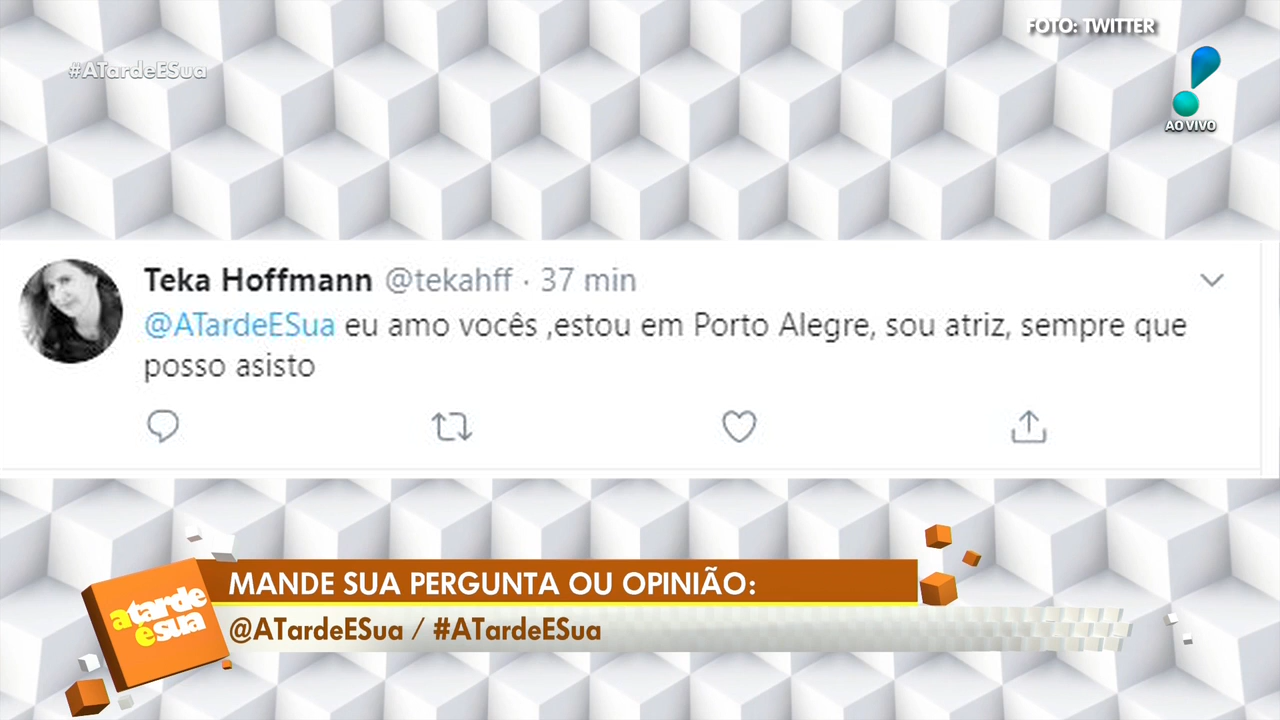 FOTO: TWITTER
#ATardeESua
AO VIVO
Teka Hoffmann @tekahff · 37 min
@ATardeESua eu amo vocês ,estou em Porto Alegre, sou atriz, sempre que
posso asisto
MANDE SUA PERGUNTA OU OPINIÃO:
a tarde
é sua
@ATardeESua / #ATardeESua